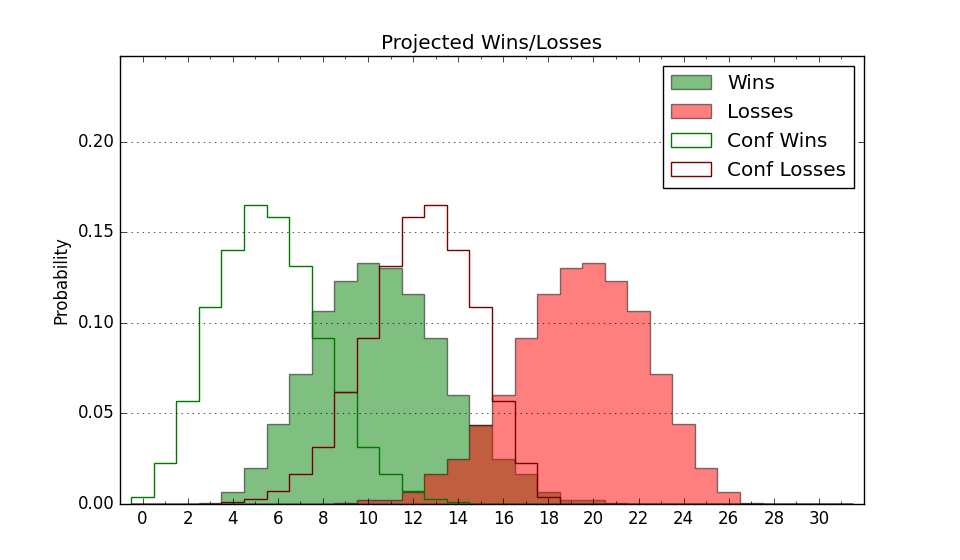 Projected Wins/Losses
Wins
Losses
Conf Wins
Conf Losses
Probability
0.20
0.15
0.10
0.05
0.00
0 2 4 6 8 10 12 14 16 18 20 22 24 26 28 30